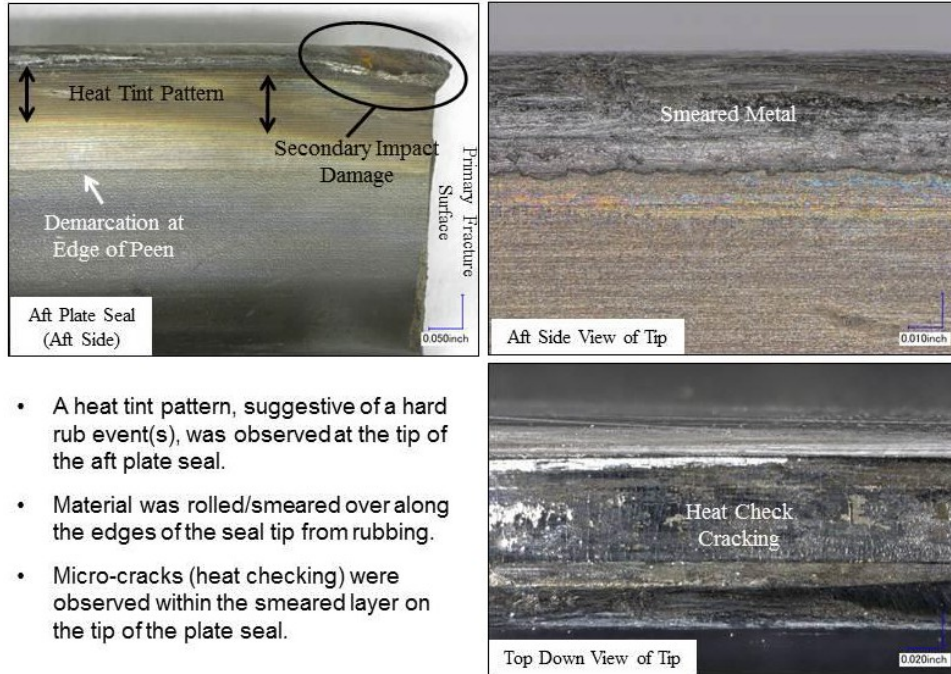 Heat Tint Pattern
Secondary Impact
Damage
Primary Fracture
Surface
Demarcation at
Edge of Peen
Aft Plate Seal
(Aft Side)
0.050inch
Smeared Metal
Aft Side View of Tip
0.010inch
• A heat tint pattern, suggestive of a hard
rub event(s), was observed at the tip of
the aft plate seal.
• Material was rolled/smeared over along
the edges of the seal tip from rubbing.
• Micro-cracks (heat checking) were
observed within the smeared layer on
the tip of the plate seal.
Heat Check
Cracking
Top Down View of Tip
0.020inch